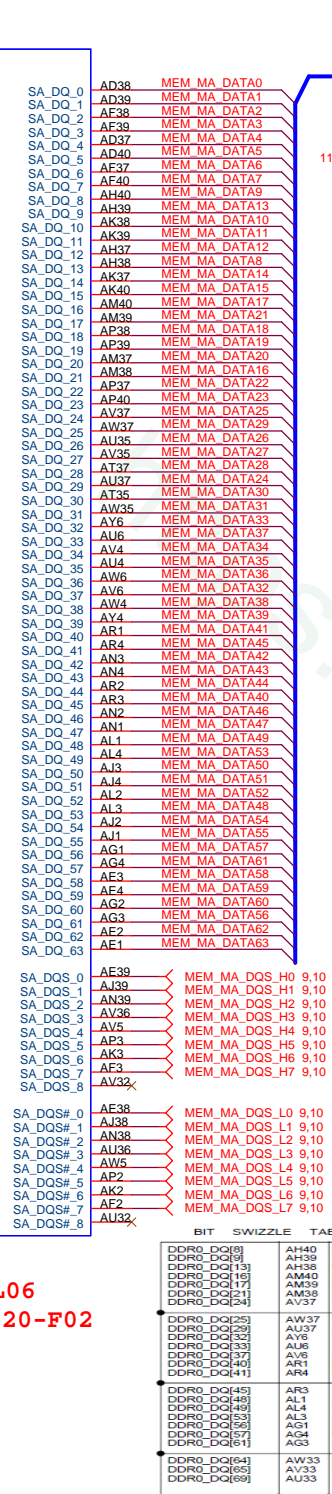 SA_DQ_0 AD38 MEM_MA_DATA0
SA_DQ_1 AD39 MEM_MA_DATA1
SA_DQ_2 AF38 MEM_MA_DATA2
SA_DQ_3 AF39 MEM_MA_DATA3
SA_DQ_4 AD37 MEM_MA_DATA4
SA_DQ_5 AD40 MEM_MA_DATA5
11
SA_DQ_6 AF37 MEM_MA_DATA6
SA_DQ_7 AF40 MEM_MA_DATA7
SA_DQ_8 AH40 MEM_MA_DATA9
SA_DQ_9 AH39 MEM_MA_DATA13
SA_DQ_10 AK38 MEM_MA_DATA10
SA_DQ_11 AK39 MEM_MA_DATA11
SA_DQ_12 AH37 MEM_MA_DATA12
SA_DQ_13 AH38 MEM_MA_DATA8
SA_DQ_14 AK37 MEM_MA_DATA14
SA_DQ_15 AK40 MEM_MA_DATA15
SA_DQ_16 AM40 MEM_MA_DATA17
SA_DQ_17 AM39 MEM_MA_DATA21
SA_DQ_18 AP38 MEM_MA_DATA18
SA_DQ_19 AP39 MEM_MA_DATA19
SA_DQ_20 AM37 MEM_MA_DATA20
SA_DQ_21 AM38 MEM_MA_DATA16
SA_DQ_22 AP37 MEM_MA_DATA22
SA_DQ_23 AP40 MEM_MA_DATA23
SA_DQ_24 AV37 MEM_MA_DATA25
SA_DQ_25 AW37 MEM_MA_DATA29
SA_DQ_26 AU35 MEM_MA_DATA26
SA_DQ_27 AV35 MEM_MA_DATA27
SA_DQ_28 AT37 MEM_MA_DATA28
SA_DQ_29 AU37 MEM_MA_DATA24
SA_DQ_30 AT35 MEM_MA_DATA30
SA_DQ_31 AW35 MEM_MA_DATA31
SA_DQ_32 AY6 MEM_MA_DATA33
SA_DQ_33 AU6 MEM_MA_DATA37
SA_DQ_34 AV4 MEM_MA_DATA34
SA_DQ_35 AU4 MEM_MA_DATA35
SA_DQ_36 AW6 MEM_MA_DATA36
SA_DQ_37 AV6 MEM_MA_DATA32
SA_DQ_38 AW4 MEM_MA_DATA38
SA_DQ_39 AY4 MEM_MA_DATA39
SA_DQ_40 AR1 MEM_MA_DATA41
SA_DQ_41 AR4 MEM_MA_DATA45
SA_DQ_42 AN3 MEM_MA_DATA42
SA_DQ_43 AN4 MEM_MA_DATA43
SA_DQ_44 AR2 MEM_MA_DATA44
SA_DQ_45 AR3 MEM_MA_DATA40
SA_DQ_46 AN2 MEM_MA_DATA46
SA_DQ_47 AN1 MEM_MA_DATA47
SA_DQ_48 AL1 MEM_MA_DATA49
SA_DQ_49 AL4 MEM_MA_DATA53
SA_DQ_50 AJ3 MEM_MA_DATA50
SA_DQ_51 AJ4 MEM_MA_DATA51
SA_DQ_52 AL2 MEM_MA_DATA52
SA_DQ_53 AL3 MEM_MA_DATA48
SA_DQ_54 AJ2 MEM_MA_DATA54
SA_DQ_55 AJ1 MEM_MA_DATA55
SA_DQ_56 AG1 MEM_MA_DATA57
SA_DQ_57 AG4 MEM_MA_DATA61
SA_DQ_58 AE3 MEM_MA_DATA58
SA_DQ_59 AE4 MEM_MA_DATA59
SA_DQ_60 AG2 MEM_MA_DATA60
SA_DQ_61 AG3 MEM_MA_DATA56
SA_DQ_62 AE2 MEM_MA_DATA62
SA_DQ_63 AE1 MEM_MA_DATA63
SA_DQS_0 AE39 MEM_MA_DQS_H0 9,10
SA_DQS_1 AJ39 MEM_MA_DQS_H1 9,10
SA_DQS_2 AN39 MEM_MA_DQS_H2 9,10
SA_DQS_3 AV36 MEM_MA_DQS_H3 9,10
SA_DQS_4 AV5 MEM_MA_DQS_H4 9,10
SA_DQS_5 AP3 MEM_MA_DQS_H5 9,10
SA_DQS_6 AK3 MEM_MA_DQS_H6 9,10
SA_DQS_7 AF3 MEM_MA_DQS_H7 9,10
SA_DQS_8 AV32
SA_DQS#_0 AE38 MEM_MA_DQS_L0 9,10
SA_DQS#_1 AJ38 MEM_MA_DQS_L1 9,10
SA_DQS#_2 AN38 MEM_MA_DQS_L2 9,10
SA_DQS#_3 AU36 MEM_MA_DQS_L3 9,10
SA_DQS#_4 AW5 MEM_MA_DQS_L4 9,10
SA_DQS#_5 AP2 MEM_MA_DQS_L5 9,10
SA_DQS#_6 AK2 MEM_MA_DQS_L6 9,10
SA_DQS#_7 AF2 MEM_MA_DQS_L7 9,10
SA_DQS#_8 AU32
L06
20-F02
BIT SWIZZLE TAB
DDR0_DQ[8] AH40
DDR0_DQ[9] AH39
DDR0_DQ[13] AH38
DDR0_DQ[16] AM40
DDR0_DQ[17] AM39
DDR0_DQ[21] AM38
DDR0_DQ[24] AV37
DDR0_DQ[25] AW37
DDR0_DQ[29] AU37
DDR0_DQ[32] AY6
DDR0_DQ[33] AU6
DDR0_DQ[37] AV6
DDR0_DQ[40] AR1
DDR0_DQ[41] AR4
DDR0_DQ[45] AR3
DDR0_DQ[48] AL1
DDR0_DQ[49] AL4
DDR0_DQ[53] AL3
DDR0_DQ[56] AG1
DDR0_DQ[57] AG4
DDR0_DQ[61] AG3
DDR0_DQ[64] AW33
DDR0_DQ[65] AV33
DDR0_DQ[69] AU33